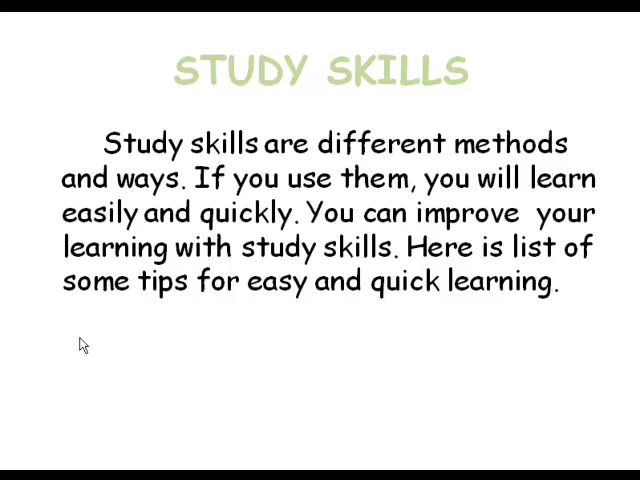 STUDY SKILLS
Study skills are different methods
and ways. If you use them, you will learn
easily and quickly. You can improve your
learning with study skills. Here is list of
some tips for easy and quick learning.